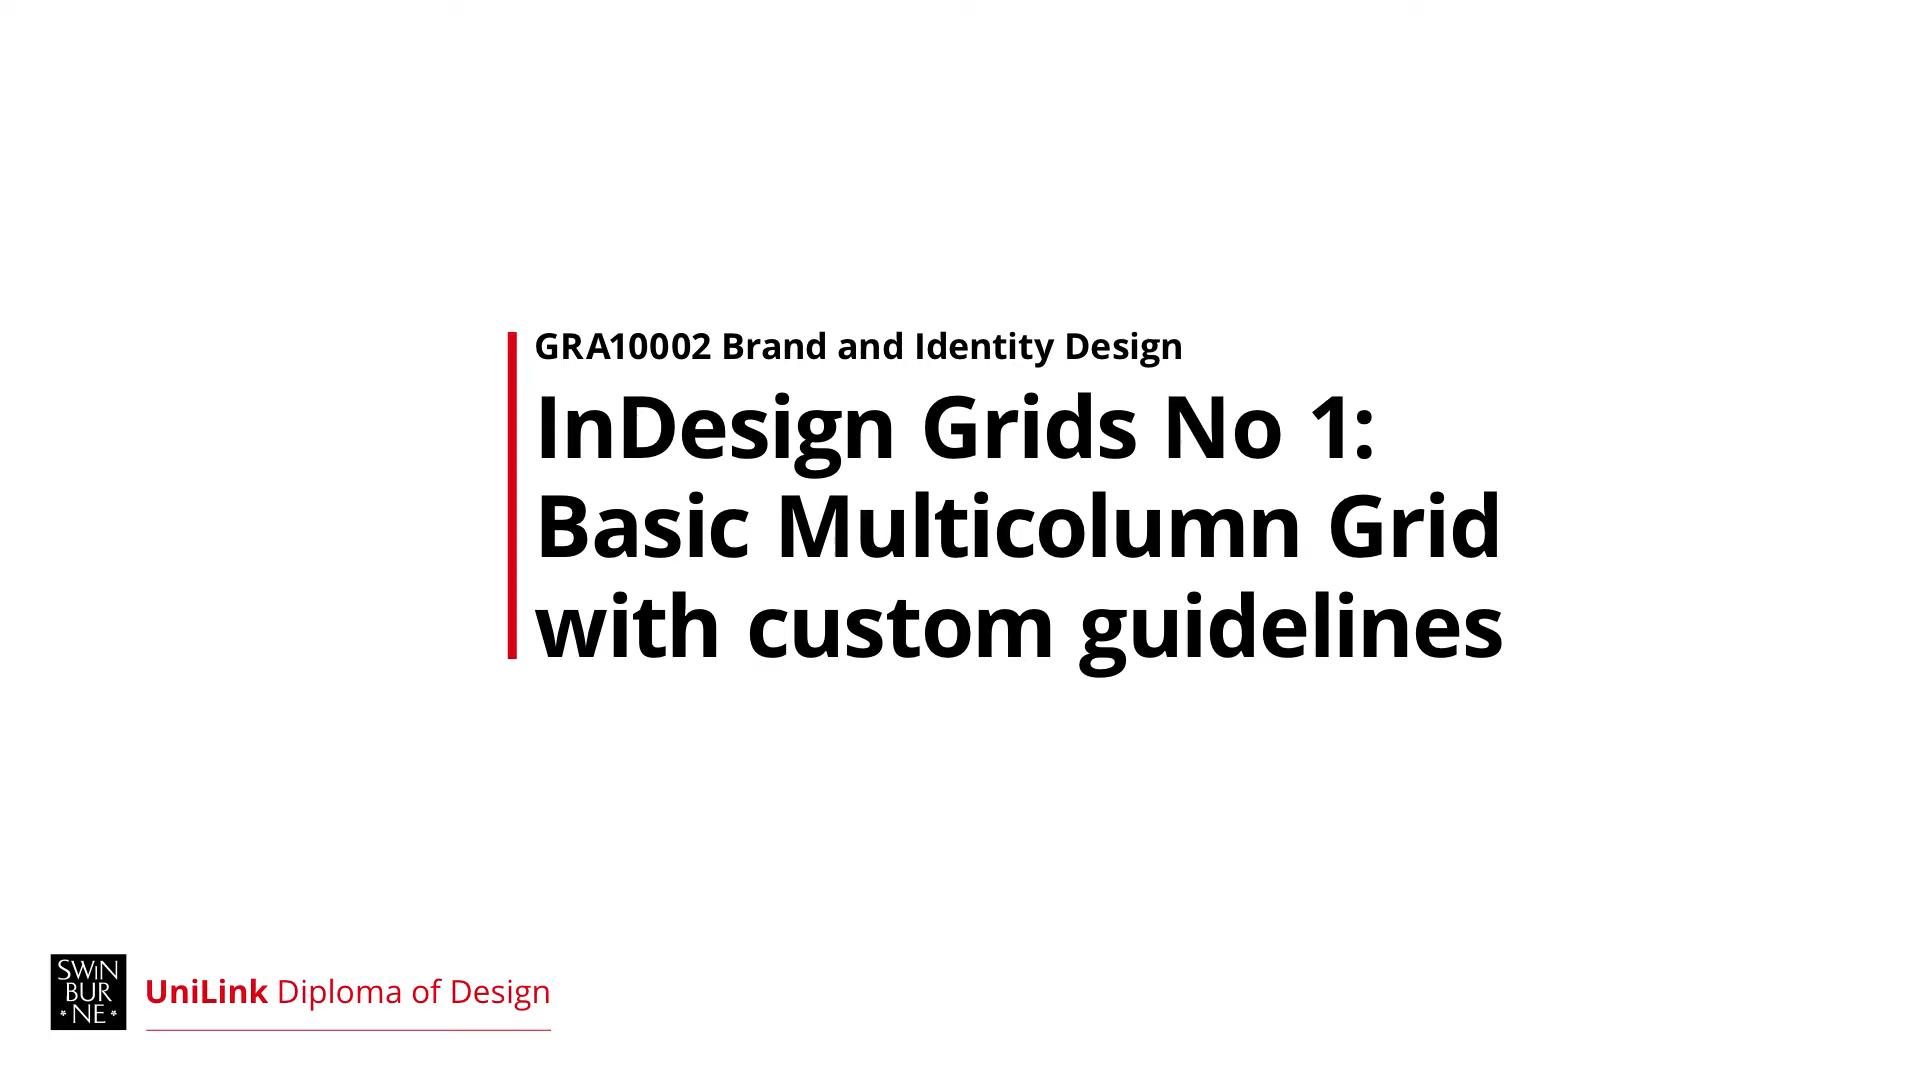 GRA10002 Brand and Identity Design
InDesign Grids No 1:
Basic Multicolumn Grid
with custom guidelines
SWIN
BUR
* NE *
UniLink Diploma of Design